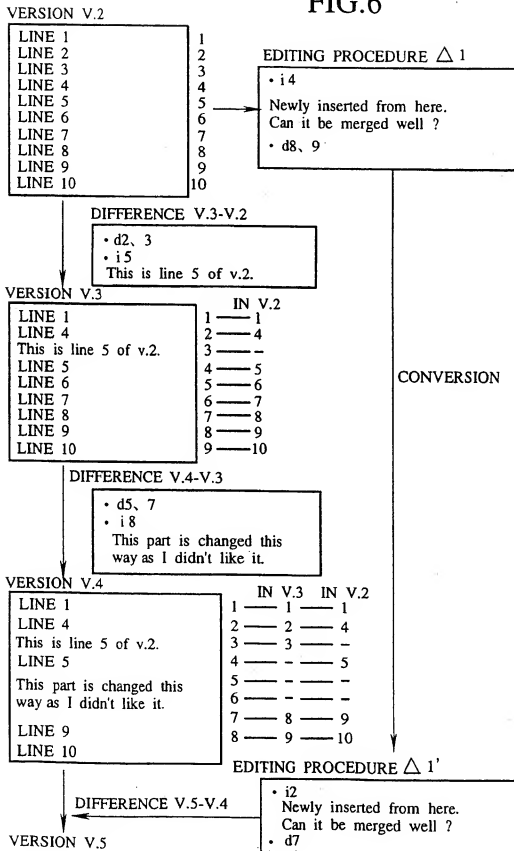 FIG.6
VERSION V.2
LINE 1 1
LINE 2 2
LINE 3 3
LINE 4 4
LINE 5 5
LINE 6 6
LINE 7 7
LINE 8 8
LINE 9 9
LINE 10 10
EDITING PROCEDURE △ 1
• i4
Newly inserted from here.
Can it be merged well ?
• d8、9
DIFFERENCE V.3-V.2
• d2、3
• i5
This is line 5 of v.2.
VERSION V.3
IN V.2
LINE 1 1 — 1
LINE 4 2 — 4
This is line 5 of v.2. 3 — -
LINE 5 4 — 5
LINE 6 5 — 6
LINE 7 6 — 7
LINE 8 7 — 8
LINE 9 8 — 9
LINE 10 9 — 10
CONVERSION
DIFFERENCE V.4-V.3
• d5、7
• i8
This part is changed this
way as I didn't like it.
VERSION V.4
IN V.3 IN V.2
LINE 1 1 — 1 — 1
LINE 4 2 — 2 — 4
This is line 5 of v.2. 3 — 3 — -
LINE 5 4 — - — 5
This part is changed this 5 — - — -
way as I didn't like it. 6 — - — -
LINE 9 7 — 8 — 9
LINE 10 8 — 9 — 10
EDITING PROCEDURE △ 1'
• i2
Newly inserted from here.
Can it be merged well ?
• d7
DIFFERENCE V.5-V.4
VERSION V.5